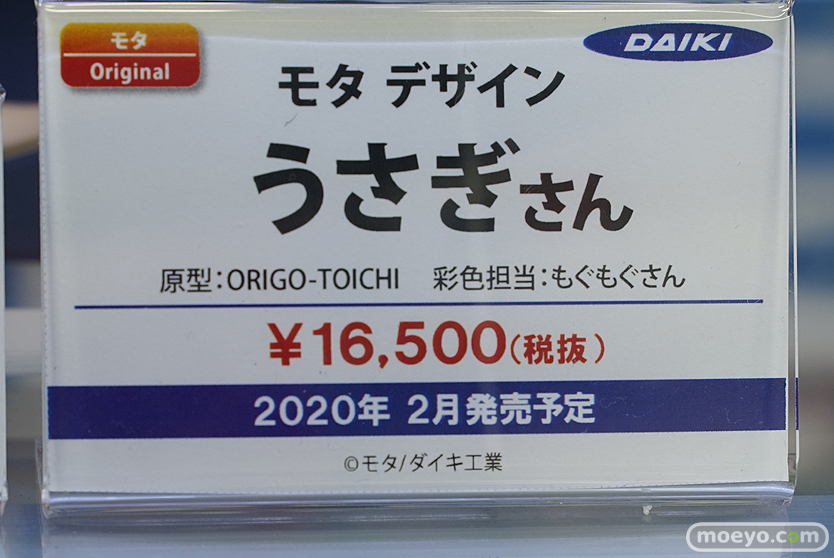 モタ
Original
DAIKI
モタ デザイン
うさぎさん
原型：ORIGO-TOICHI　彩色担当：もぐもぐさん
￥16,500(税抜)
2020年 2月発売予定
©モタ/ダイキ工業
moeyo.com